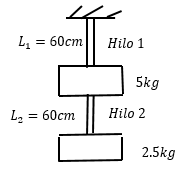 L₁ = 60cm Hilo 1
5kg
L₂ = 60cm Hilo 2
2.5kg